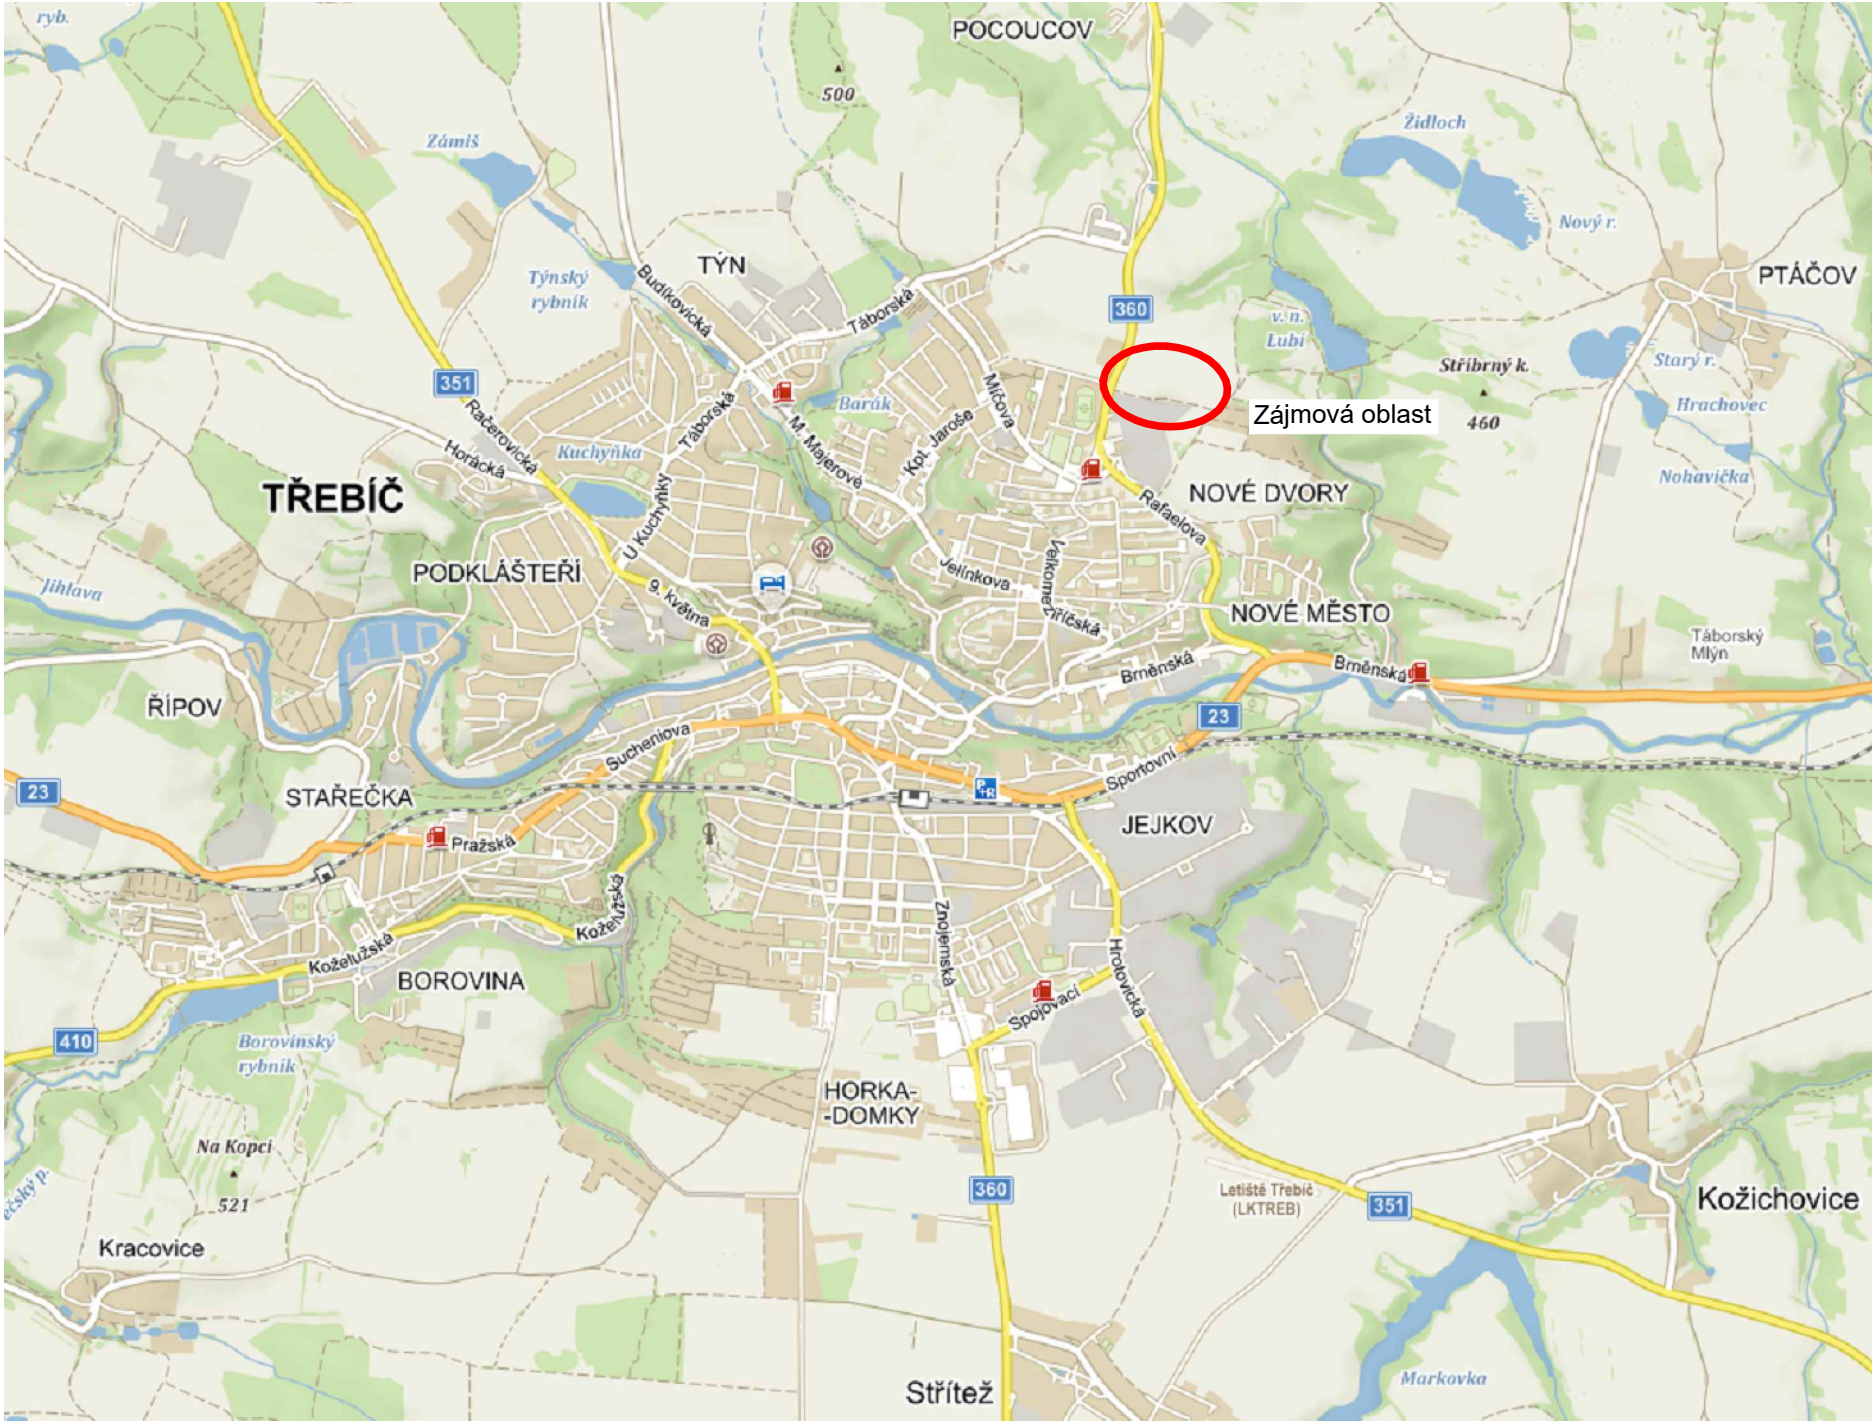 ryb.
POCOUCOV
500
Židloch
Zámiš
Nový r.
TÝN
PTÁČOV
Týnský
rybník
Budíkovická
Táborská
360
v. n.
Lubí
Starý r.
Stříbrný k.
460
351
Míčova
Barák
Hrachovec
Zájmová oblast
Račerovická
Táborská
M. Majerové
Kpt. Jaroše
Horácká
Kuchyňka
Nohavička
TŘEBÍČ
U Kuchyňky
NOVÉ DVORY
Rafaelova
PODKLÁŠTEŘÍ
Jelínkova
Velkomeziříčská
Jihlava
9. Května
NOVÉ MĚSTO
Táborský
Mlýn
Brněnská
Brněnská
ŘÍPOV
23
Sucheniova
Sportovní
23
STAŘEČKA
P
+R
JEJKOV
Pražská
Koželužská
Znojemská
Koželužská
Hrotovická
BOROVINA
Spojovací
410
Borovinský
rybník
HORKA-
-DOMKY
Na Kopci
521
ečský p.
360
Letiště Třebíč
(LKTREB)
351
Kožichovice
Kracovice
Markovka
Střítež